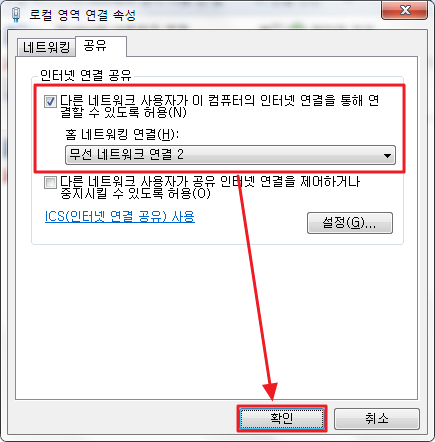 로컬 영역 연결 속성
네트워킹 공유
인터넷 연결 공유
다른 네트워크 사용자가 이 컴퓨터의 인터넷 연결을 통해 연
결할 수 있도록 허용(N)
홈 네트워킹 연결(H):
무선 네트워크 연결 2
다른 네트워크 사용자가 공유 인터넷 연결을 제어하거나
중지시킬 수 있도록 허용(O)
ICS(인터넷 연결 공유) 사용
설정(G)...
확인 취소